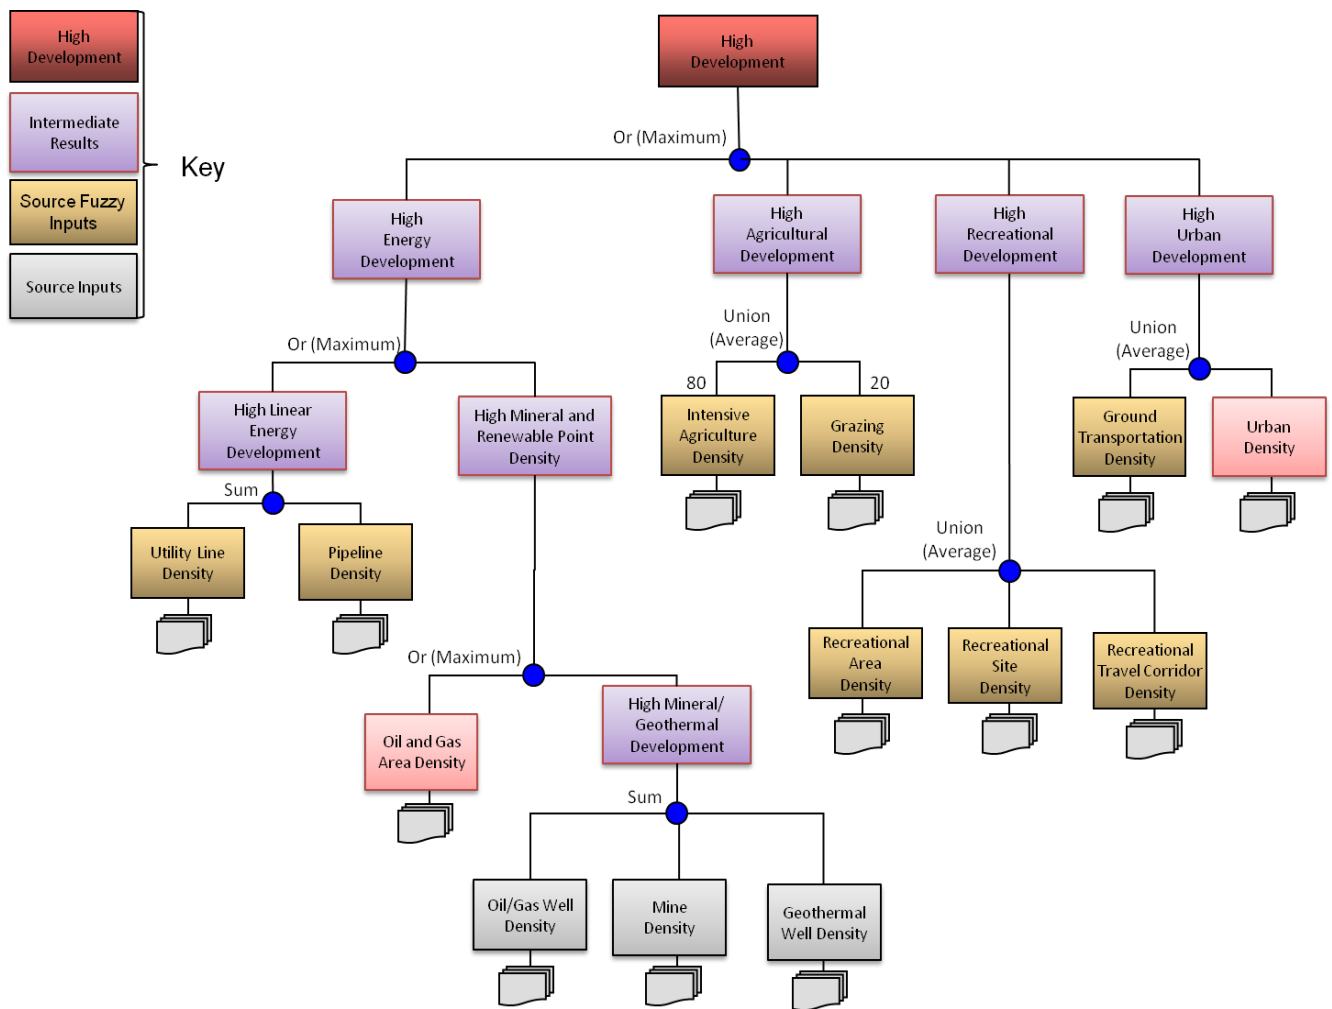 High
Development
Intermediate
Results
Source Fuzzy
Inputs
Source Inputs
Key
High
Development
Or (Maximum)
High
Energy
Development
High
Agricultural
Development
High
Recreational
Development
High
Urban
Development
Or (Maximum)
Union
(Average)
Union
(Average)
80
20
High Linear
Energy
Development
High Mineral and
Renewable Point
Density
Intensive
Agriculture
Density
Grazing
Density
Ground
Transportation
Density
Urban
Density
Sum
Utility Line
Density
Pipeline
Density
Union
(Average)
Recreational
Area
Density
Recreational
Site
Density
Recreational
Travel Corridor
Density
Or (Maximum)
Oil and Gas
Area Density
High Mineral/
Geothermal
Development
Sum
Oil/Gas Well
Density
Mine
Density
Geothermal
Well Density